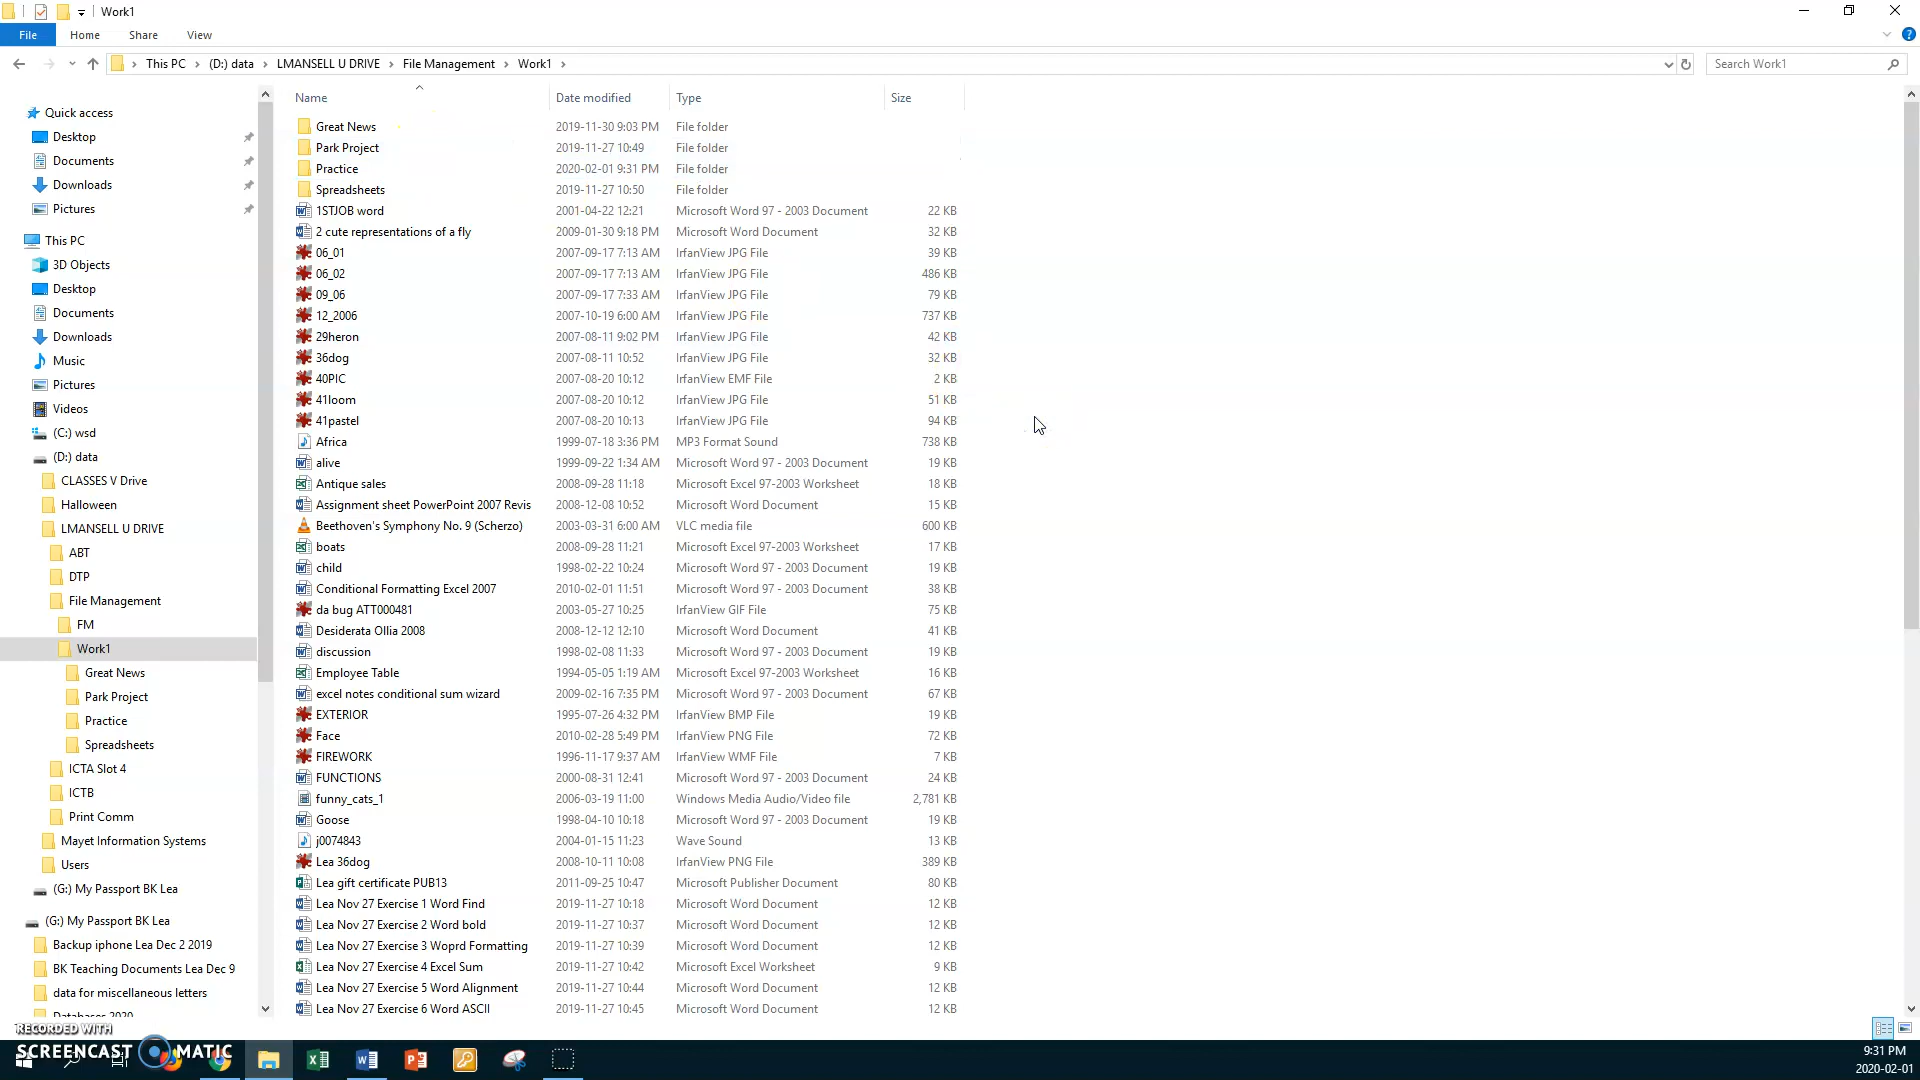 Work1
File Home Share View
This PC (D:) data LMANSELL U DRIVE File Management Work1
Search Work1
Quick access
Desktop
Documents
Downloads
Pictures
This PC
3D Objects
Desktop
Documents
Downloads
Music
Pictures
Videos
(C:) wsd
(D:) data
CLASSES V Drive
Halloween
LMANSELL U DRIVE
ABT
DTP
File Management
FM
Work1
Great News
Park Project
Practice
Spreadsheets
ICTA Slot 4
ICTB
Print Comm
Mayet Information Systems
Users
(G:) My Passport BK Lea
(G:) My Passport BK Lea
Backup iphone Lea Dec 2 2019
BK Teaching Documents Lea Dec 9
data for miscellaneous letters
Databases 2020
Name Date modified Type Size
Great News 2019-11-30 9:03 PM File folder
Park Project 2019-11-27 10:49 File folder
Practice 2020-02-01 9:31 PM File folder
Spreadsheets 2019-11-27 10:50 File folder
1STJOB word 2001-04-22 12:21 Microsoft Word 97 - 2003 Document 22 KB
2 cute representations of a fly 2009-01-30 9:18 PM Microsoft Word Document 32 KB
06_01 2007-09-17 7:13 AM IrfanView JPG File 39 KB
06_02 2007-09-17 7:13 AM IrfanView JPG File 486 KB
09_06 2007-09-17 7:33 AM IrfanView JPG File 79 KB
12_2006 2007-10-19 6:00 AM IrfanView JPG File 737 KB
29heron 2007-08-11 9:02 PM IrfanView JPG File 42 KB
36dog 2007-08-11 10:52 IrfanView JPG File 32 KB
40PIC 2007-08-20 10:12 IrfanView EMF File 2 KB
41loom 2007-08-20 10:12 IrfanView JPG File 51 KB
41pastel 2007-08-20 10:13 IrfanView JPG File 94 KB
Africa 1999-07-18 3:36 PM MP3 Format Sound 738 KB
alive 1999-09-22 1:34 AM Microsoft Word 97 - 2003 Document 19 KB
Antique sales 2008-09-28 11:18 Microsoft Excel 97-2003 Worksheet 18 KB
Assignment sheet PowerPoint 2007 Revis 2008-12-08 10:52 Microsoft Word Document 15 KB
Beethoven's Symphony No. 9 (Scherzo) 2003-03-31 6:00 AM VLC media file 600 KB
boats 2008-09-28 11:21 Microsoft Excel 97-2003 Worksheet 17 KB
child 1998-02-22 10:24 Microsoft Word 97 - 2003 Document 19 KB
Conditional Formatting Excel 2007 2010-02-01 11:51 Microsoft Word 97 - 2003 Document 38 KB
da bug ATT000481 2003-05-27 10:25 IrfanView GIF File 75 KB
Desiderata Ollia 2008 2008-12-12 12:10 Microsoft Word Document 41 KB
discussion 1998-02-08 11:33 Microsoft Word 97 - 2003 Document 19 KB
Employee Table 1994-05-05 1:19 AM Microsoft Excel 97-2003 Worksheet 16 KB
excel notes conditional sum wizard 2009-02-16 7:35 PM Microsoft Word 97 - 2003 Document 67 KB
EXTERIOR 1995-07-26 4:32 PM IrfanView BMP File 19 KB
Face 2010-02-28 5:49 PM IrfanView PNG File 72 KB
FIREWORK 1996-11-17 9:37 AM IrfanView WMF File 7 KB
FUNCTIONS 2000-08-31 12:41 Microsoft Word 97 - 2003 Document 24 KB
funny_cats_1 2006-03-19 11:00 Windows Media Audio/Video file 2,781 KB
Goose 1998-04-10 10:18 Microsoft Word 97 - 2003 Document 19 KB
j0074843 2004-01-15 11:23 Wave Sound 13 KB
Lea 36dog 2008-10-11 10:08 IrfanView PNG File 389 KB
Lea gift certificate PUB13 2011-09-25 10:47 Microsoft Publisher Document 80 KB
Lea Nov 27 Exercise 1 Word Find 2019-11-27 10:18 Microsoft Word Document 12 KB
Lea Nov 27 Exercise 2 Word bold 2019-11-27 10:37 Microsoft Word Document 12 KB
Lea Nov 27 Exercise 3 Woprd Formatting 2019-11-27 10:39 Microsoft Word Document 12 KB
Lea Nov 27 Exercise 4 Excel Sum 2019-11-27 10:42 Microsoft Excel Worksheet 9 KB
Lea Nov 27 Exercise 5 Word Alignment 2019-11-27 10:44 Microsoft Word Document 12 KB
Lea Nov 27 Exercise 6 Word ASCII 2019-11-27 10:45 Microsoft Word Document 12 KB
RECORDED WITH
SCREENCAST MATIC
9:31 PM
2020-02-01